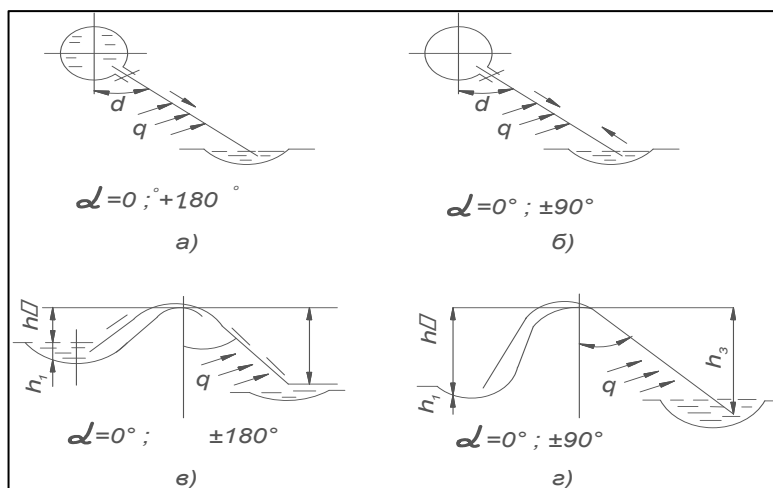 d d
q q
𝒅=0 ;°+180 ° 𝒅=0° ; ±90°
а) б)
h▯ h▯
h₁ q h₁ q h₃
𝒅=0° ; ±180° 𝒅=0° ; ±90°
в) г)